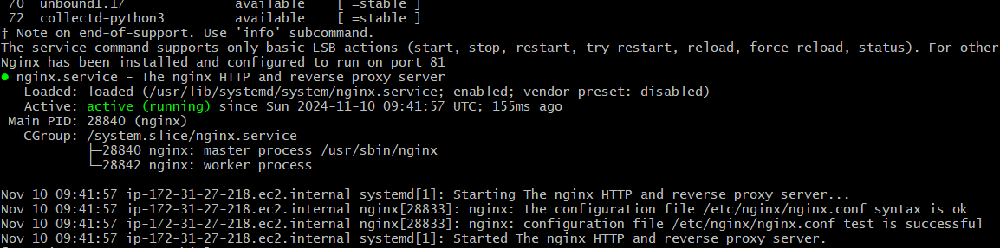 70 unbound1.17 available [ =stable ]
72 collectd-python3 available [ =stable ]
† Note on end-of-support. Use 'info' subcommand.
The service command supports only basic LSB actions (start, stop, restart, try-restart, reload, force-reload, status). For other
Nginx has been installed and configured to run on port 81
● nginx.service - The nginx HTTP and reverse proxy server
Loaded: loaded (/usr/lib/systemd/system/nginx.service; enabled; vendor preset: disabled)
Active: active (running) since Sun 2024-11-10 09:41:57 UTC; 155ms ago
Main PID: 28840 (nginx)
CGroup: /system.slice/nginx.service
├─28840 nginx: master process /usr/sbin/nginx
└─28842 nginx: worker process
Nov 10 09:41:57 ip-172-31-27-218.ec2.internal systemd[1]: Starting The nginx HTTP and reverse proxy server...
Nov 10 09:41:57 ip-172-31-27-218.ec2.internal nginx[28833]: nginx: the configuration file /etc/nginx/nginx.conf syntax is ok
Nov 10 09:41:57 ip-172-31-27-218.ec2.internal nginx[28833]: nginx: configuration file /etc/nginx/nginx.conf test is successful
Nov 10 09:41:57 ip-172-31-27-218.ec2.internal systemd[1]: Started The nginx HTTP and reverse proxy server.